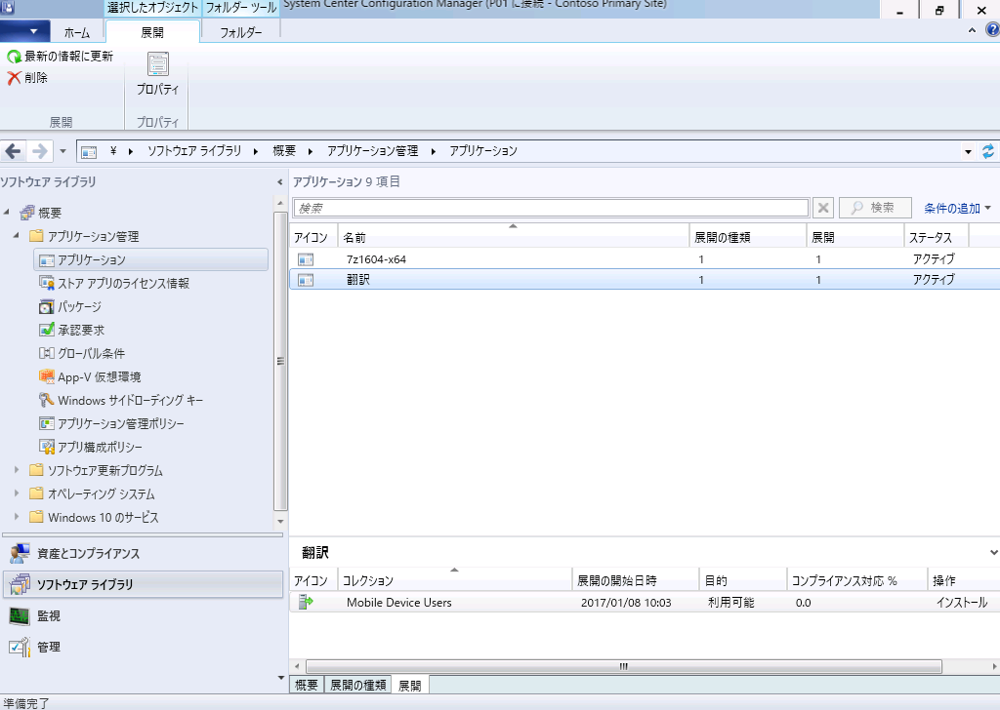 選択したオブジェクト フォルダー ツール System Center Configuration Manager (P01 に接続 - Contoso Primary Site)
ホーム 展開 フォルダー
最新の情報に更新
削除
プロパティ
展開 プロパティ
¥ ソフトウェア ライブラリ 概要 アプリケーション管理 アプリケーション
ソフトウェア ライブラリ
概要
アプリケーション管理
アプリケーション
ストア アプリのライセンス情報
パッケージ
承認要求
グローバル条件
App-V 仮想環境
Windows サイドローディング キー
アプリケーション管理ポリシー
アプリ構成ポリシー
ソフトウェア更新プログラム
オペレーティング システム
Windows 10 のサービス
資産とコンプライアンス
ソフトウェア ライブラリ
監視
管理
アプリケーション 9 項目
検索 検索 条件の追加
アイコン 名前 展開の種類 展開 ステータス
7z1604-x64 1 1 アクティブ
翻訳 1 1 アクティブ
翻訳
アイコン コレクション 展開の開始日時 目的 コンプライアンス対応 % 操作
Mobile Device Users 2017/01/08 10:03 利用可能 0.0 インストール
概要 展開の種類 展開
準備完了